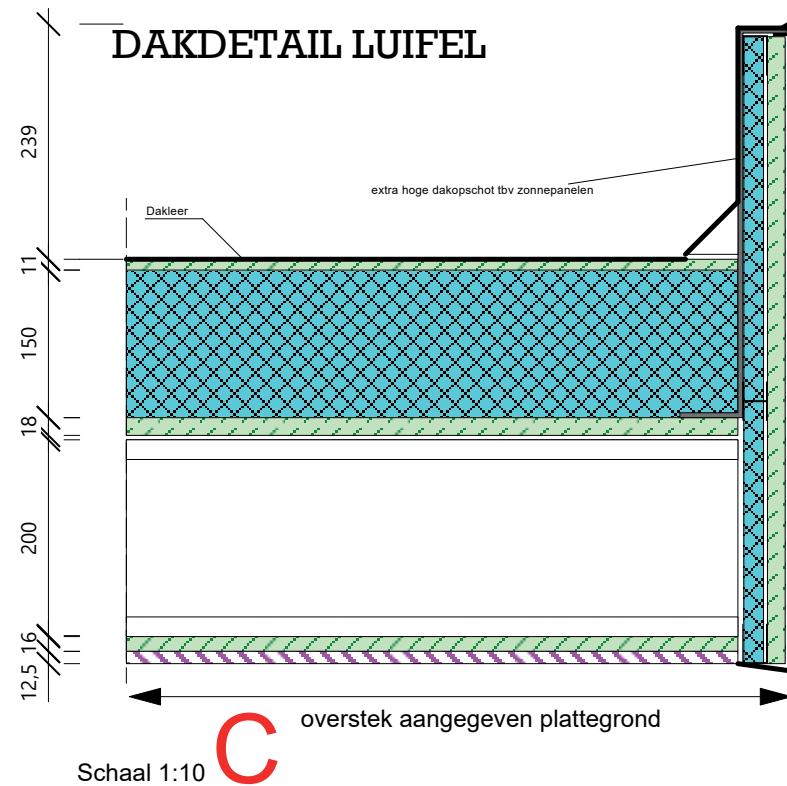 DAKDETAIL LUIFEL
239
extra hoge dakopschot tbv zonnepanelen
Dakleer
11
150
18
200
16
12,5
overstek aangegeven plattegrond
C
Schaal 1:10